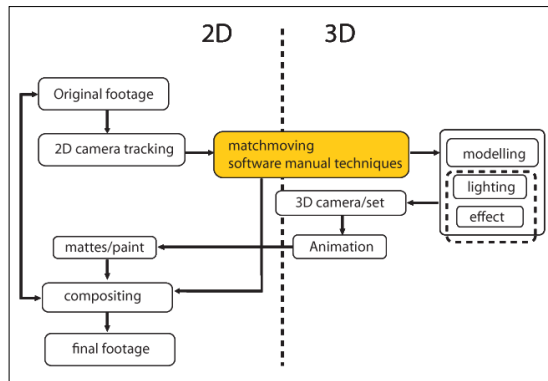 2D
3D
Original footage
2D camera tracking
matchmoving
software manual techniques
modelling
lighting
effect
3D camera/set
Animation
mattes/paint
compositing
final footage